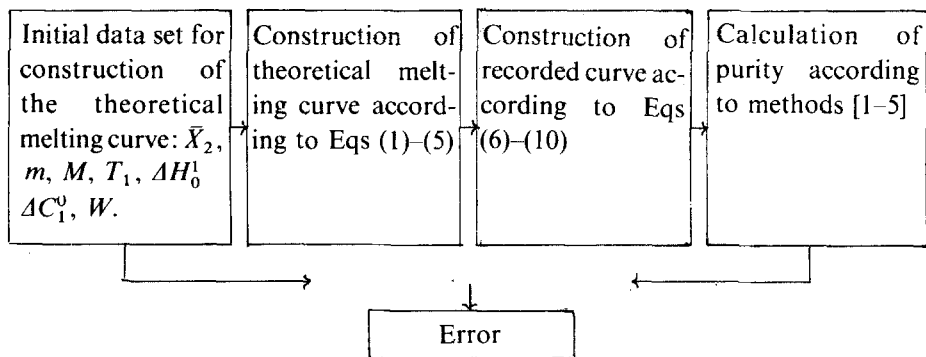 Initial data set for
construction of
the theoretical
melting curve: X̄₂,
m, M, T₁, ΔH₀¹
ΔC₁⁰, W.
Construction of
theoretical melt-
ing curve accord-
ing to Eqs (1)–(5)
Construction of
recorded curve ac-
cording to Eqs
(6)–(10)
Calculation of
purity according
to methods [1–5]
Error